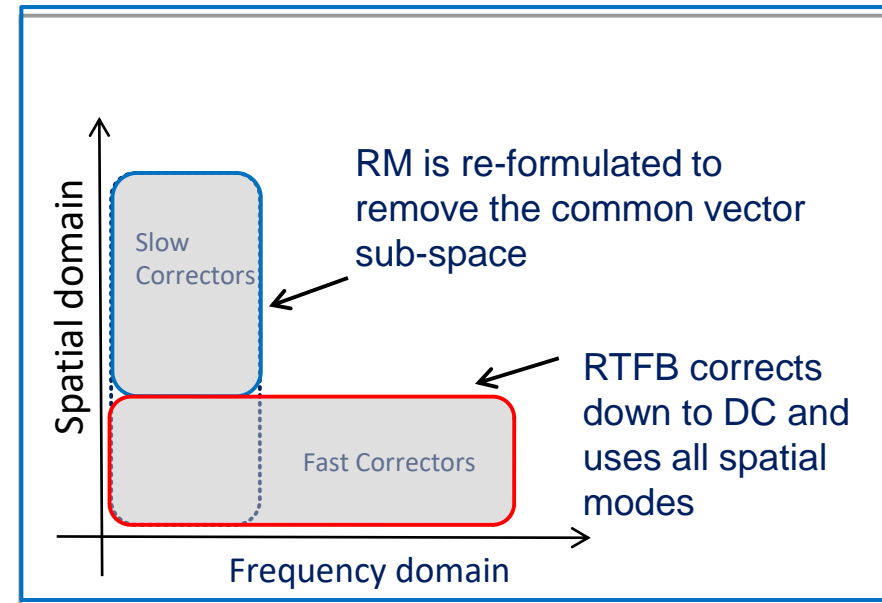 RM is re-formulated to
remove the common vector
sub-space
Spatial domain
Slow
Correctors
RTFB corrects
down to DC and
uses all spatial
modes
Fast Correctors
Frequency domain